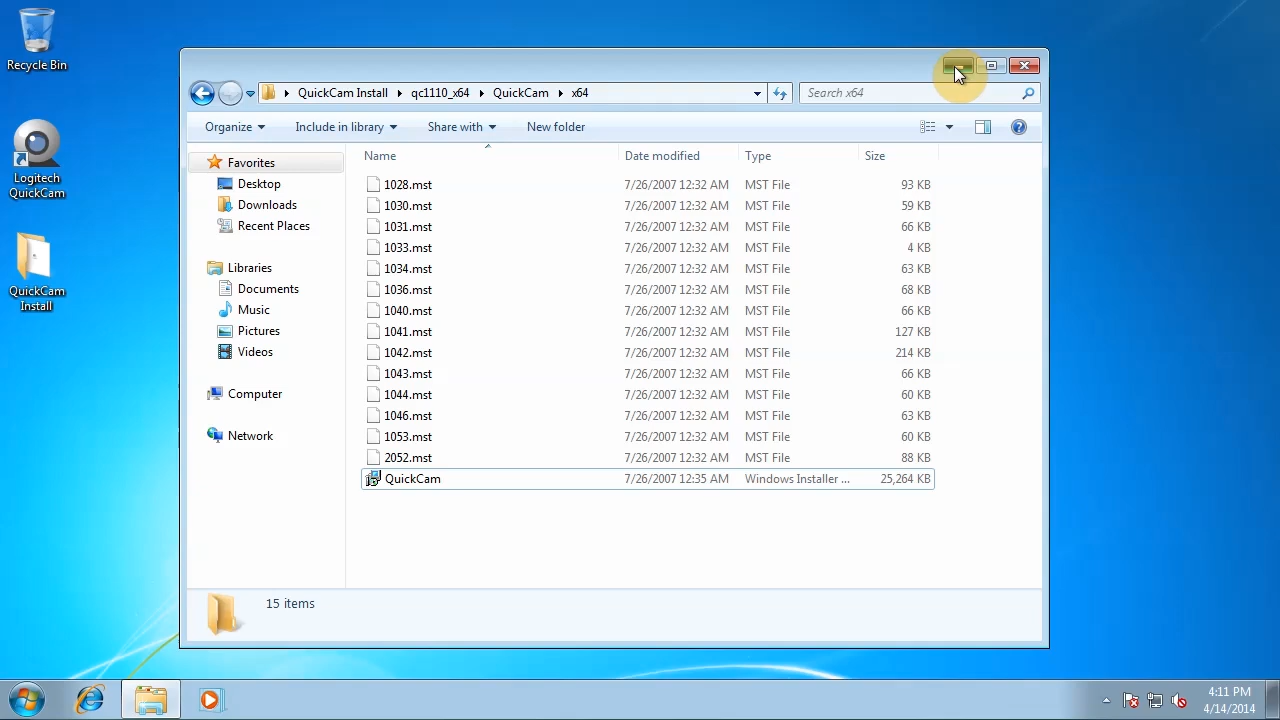 Recycle Bin
Logitech
QuickCam
QuickCam
Install
QuickCam Install
qc1110_x64
QuickCam
x64
Search x64
Organize
Include in library
Share with
New folder
Favorites
Desktop
Downloads
Recent Places
Libraries
Documents
Music
Pictures
Videos
Computer
Network
Name Date modified Type Size
1028.mst 7/26/2007 12:32 AM MST File 93 KB
1030.mst 7/26/2007 12:32 AM MST File 59 KB
1031.mst 7/26/2007 12:32 AM MST File 66 KB
1033.mst 7/26/2007 12:32 AM MST File 4 KB
1034.mst 7/26/2007 12:32 AM MST File 63 KB
1036.mst 7/26/2007 12:32 AM MST File 68 KB
1040.mst 7/26/2007 12:32 AM MST File 66 KB
1041.mst 7/26/2007 12:32 AM MST File 127 KB
1042.mst 7/26/2007 12:32 AM MST File 214 KB
1043.mst 7/26/2007 12:32 AM MST File 66 KB
1044.mst 7/26/2007 12:32 AM MST File 60 KB
1046.mst 7/26/2007 12:32 AM MST File 63 KB
1053.mst 7/26/2007 12:32 AM MST File 60 KB
2052.mst 7/26/2007 12:32 AM MST File 88 KB
QuickCam 7/26/2007 12:35 AM Windows Installer ... 25,264 KB
15 items
4:11 PM
4/14/2014